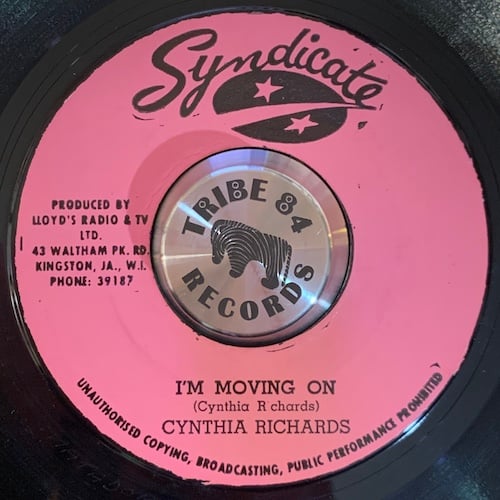 Syndicate
PRODUCED BY
LLOYD'S RADIO & TV
LTD.
43 WALTHAM PK. RD.
KINGSTON, JA., W.I.
PHONE: 39187
TRIBE 84
RECORDS
I'M MOVING ON
(Cynthia R chards)
CYNTHIA RICHARDS
UNAUTHORISED COPYING, BROADCASTING, PUBLIC PERFORMANCE PROHIBITED